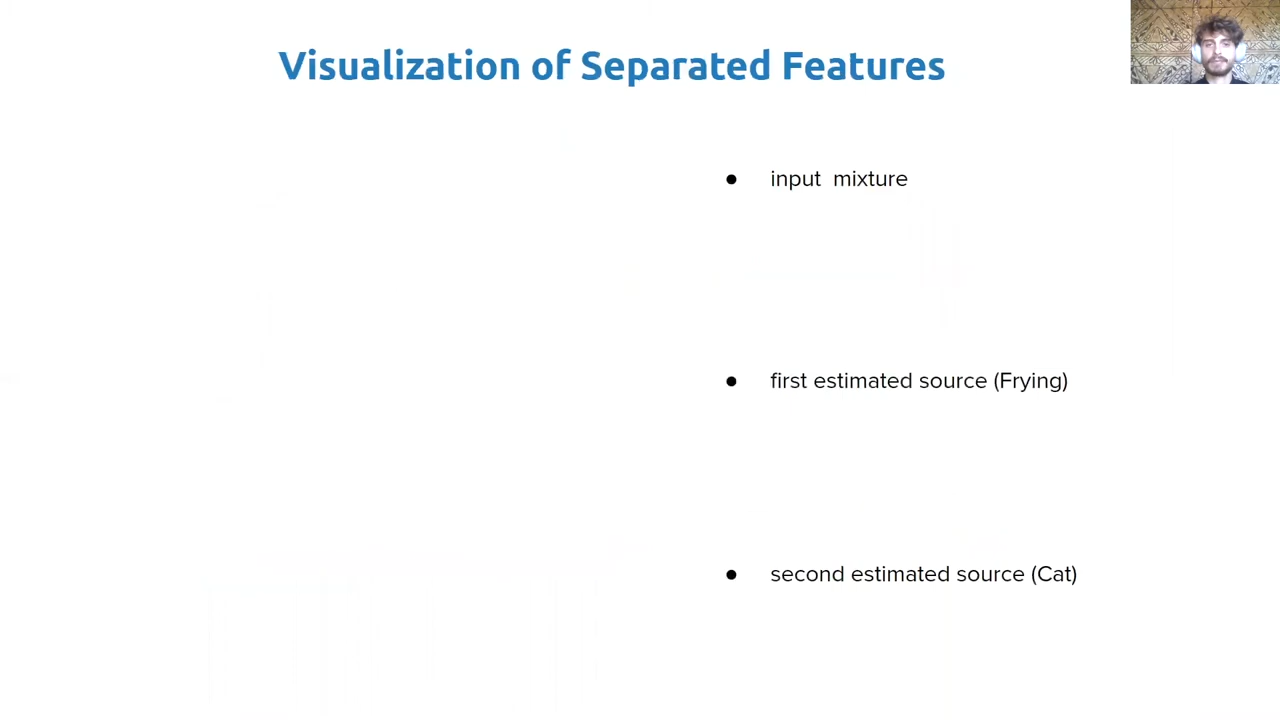 Visualization of Separated Features
● input mixture
● first estimated source (Frying)
● second estimated source (Cat)